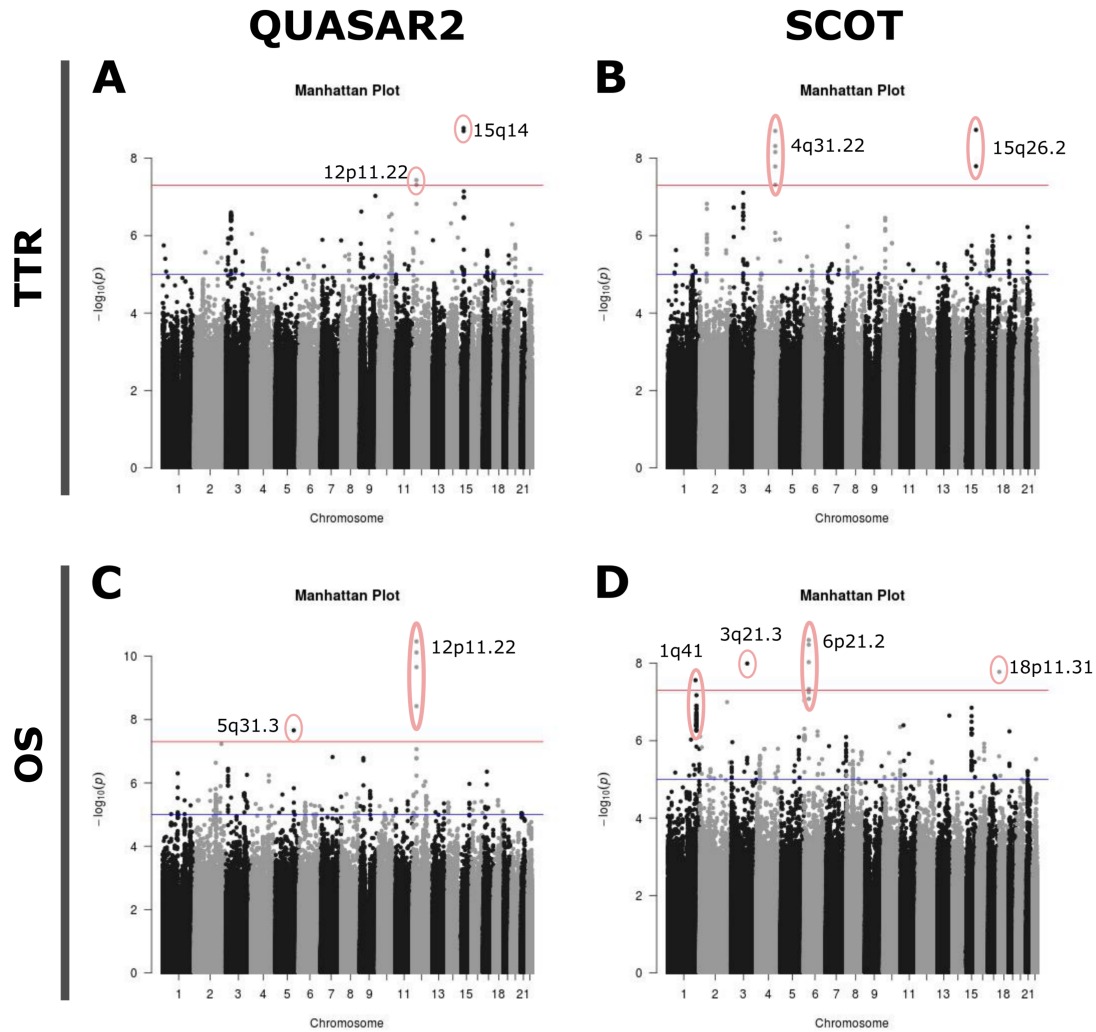 QUASAR2
SCOT
TTR
OS
A
Manhattan Plot
15q14
12p11.22
8
6
4
2
0
−log10(p)
1 2 3 4 5 6 7 8 9 11 13 15 18 21
Chromosome
B
Manhattan Plot
4q31.22
15q26.2
8
6
4
2
0
−log10(p)
1 2 3 4 5 6 7 8 9 11 13 15 18 21
Chromosome
C
Manhattan Plot
12p11.22
5q31.3
10
8
6
4
2
0
−log10(p)
1 2 3 4 5 6 7 8 9 11 13 15 18 21
Chromosome
D
Manhattan Plot
3q21.3
6p21.2
1q41
18p11.31
8
6
4
2
0
−log10(p)
1 2 3 4 5 6 7 8 9 11 13 15 18 21
Chromosome